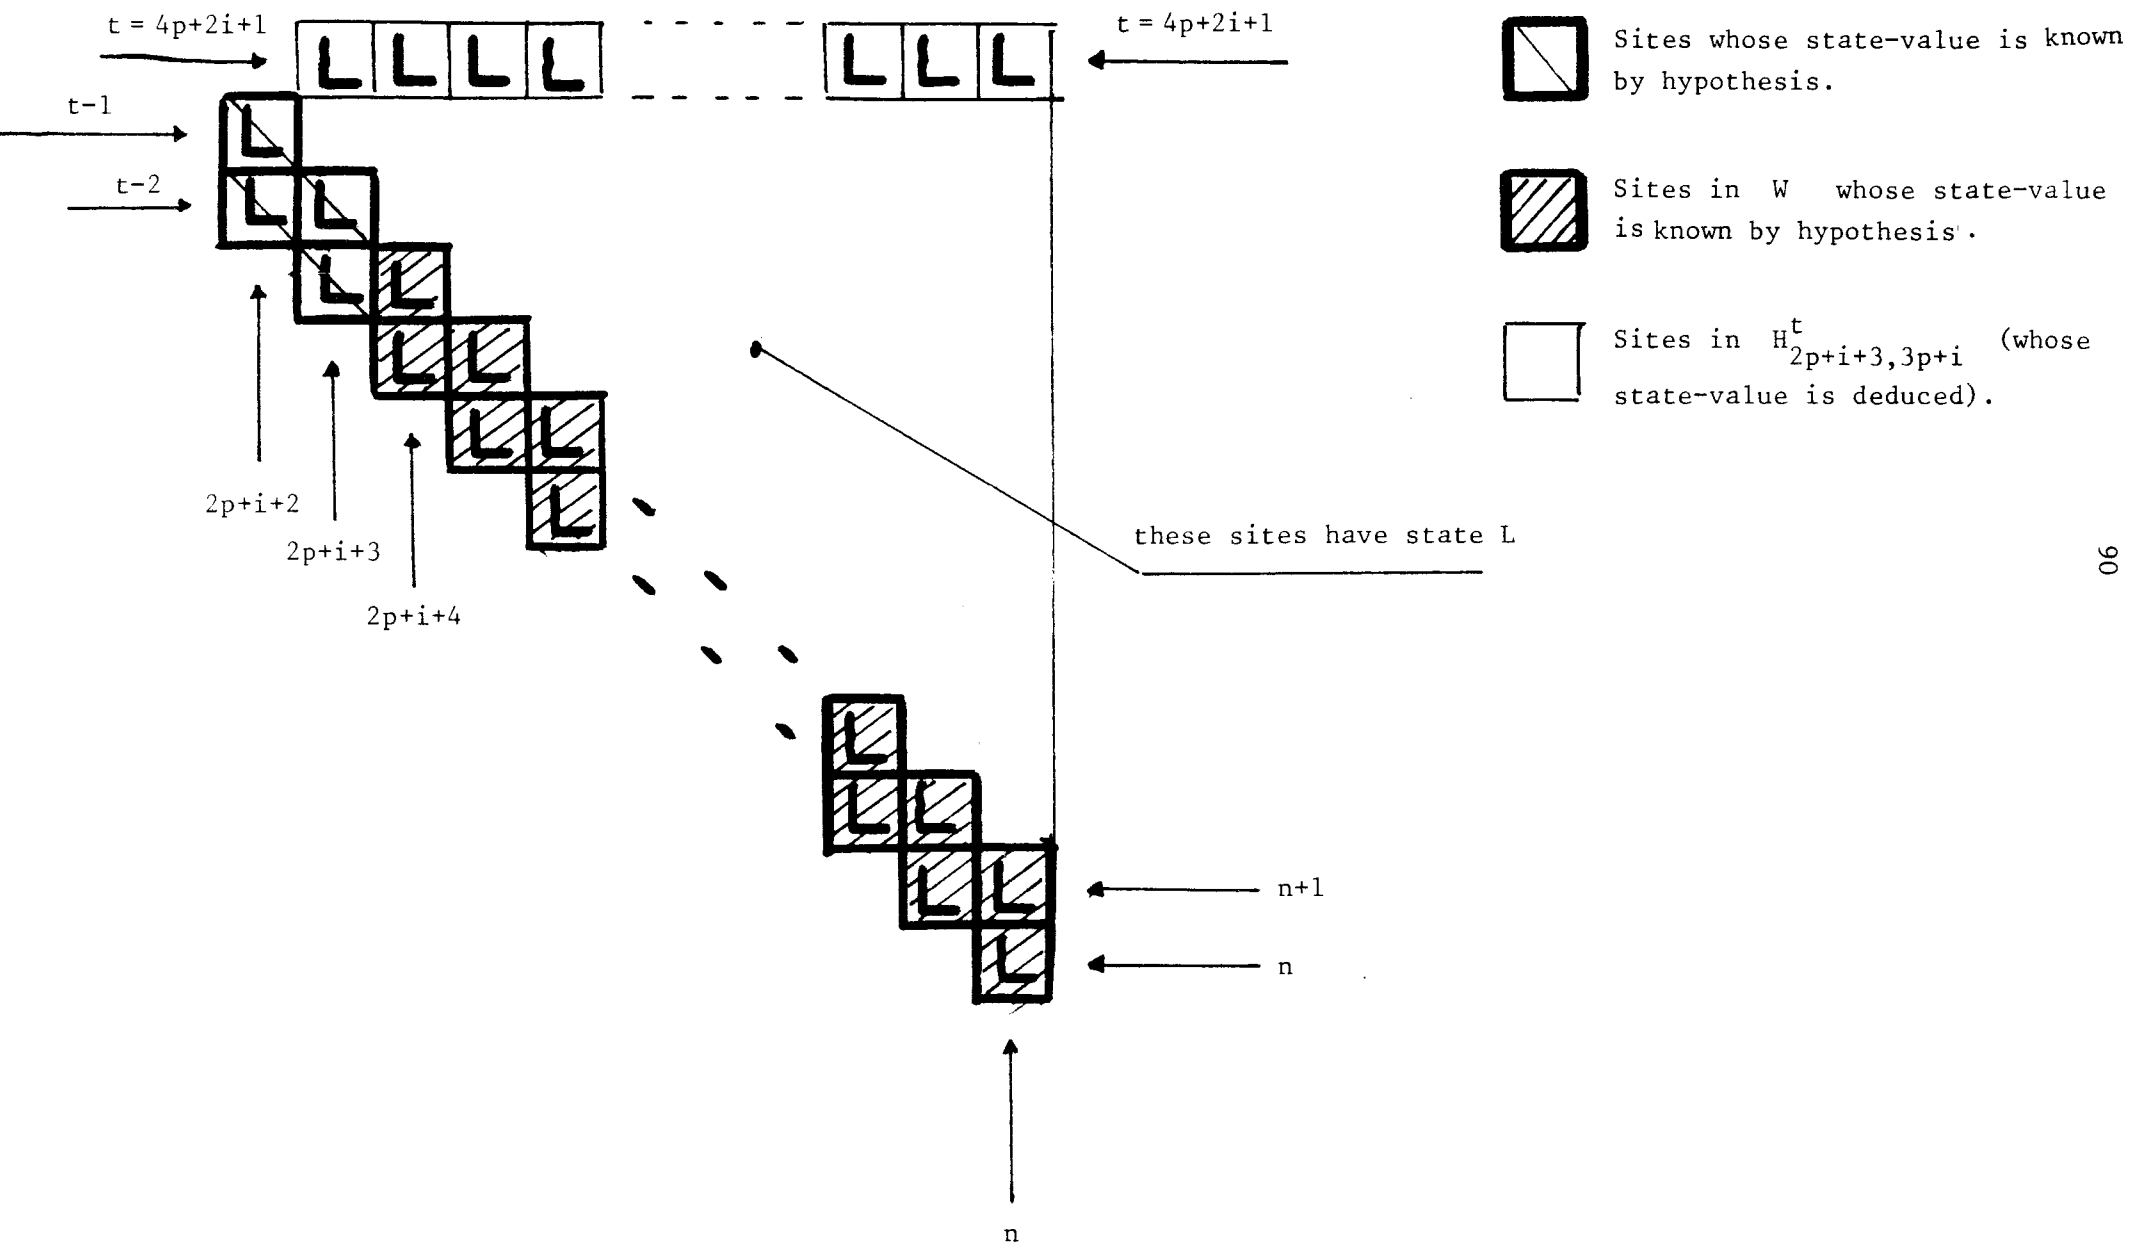 t = 4p+2i+1
L L L L L L L
t = 4p+2i+1
t-1
L
t-2
L L
L L
L L
L L
L
2p+i+2
2p+i+3
2p+i+4
these sites have state L
L
L L
L L
n+1
L
n
n
Sites whose state-value is known
by hypothesis.
Sites in W whose state-value
is known by hypothesis.
Sites in H^t_2p+i+3,3p+i (whose
state-value is deduced).
90